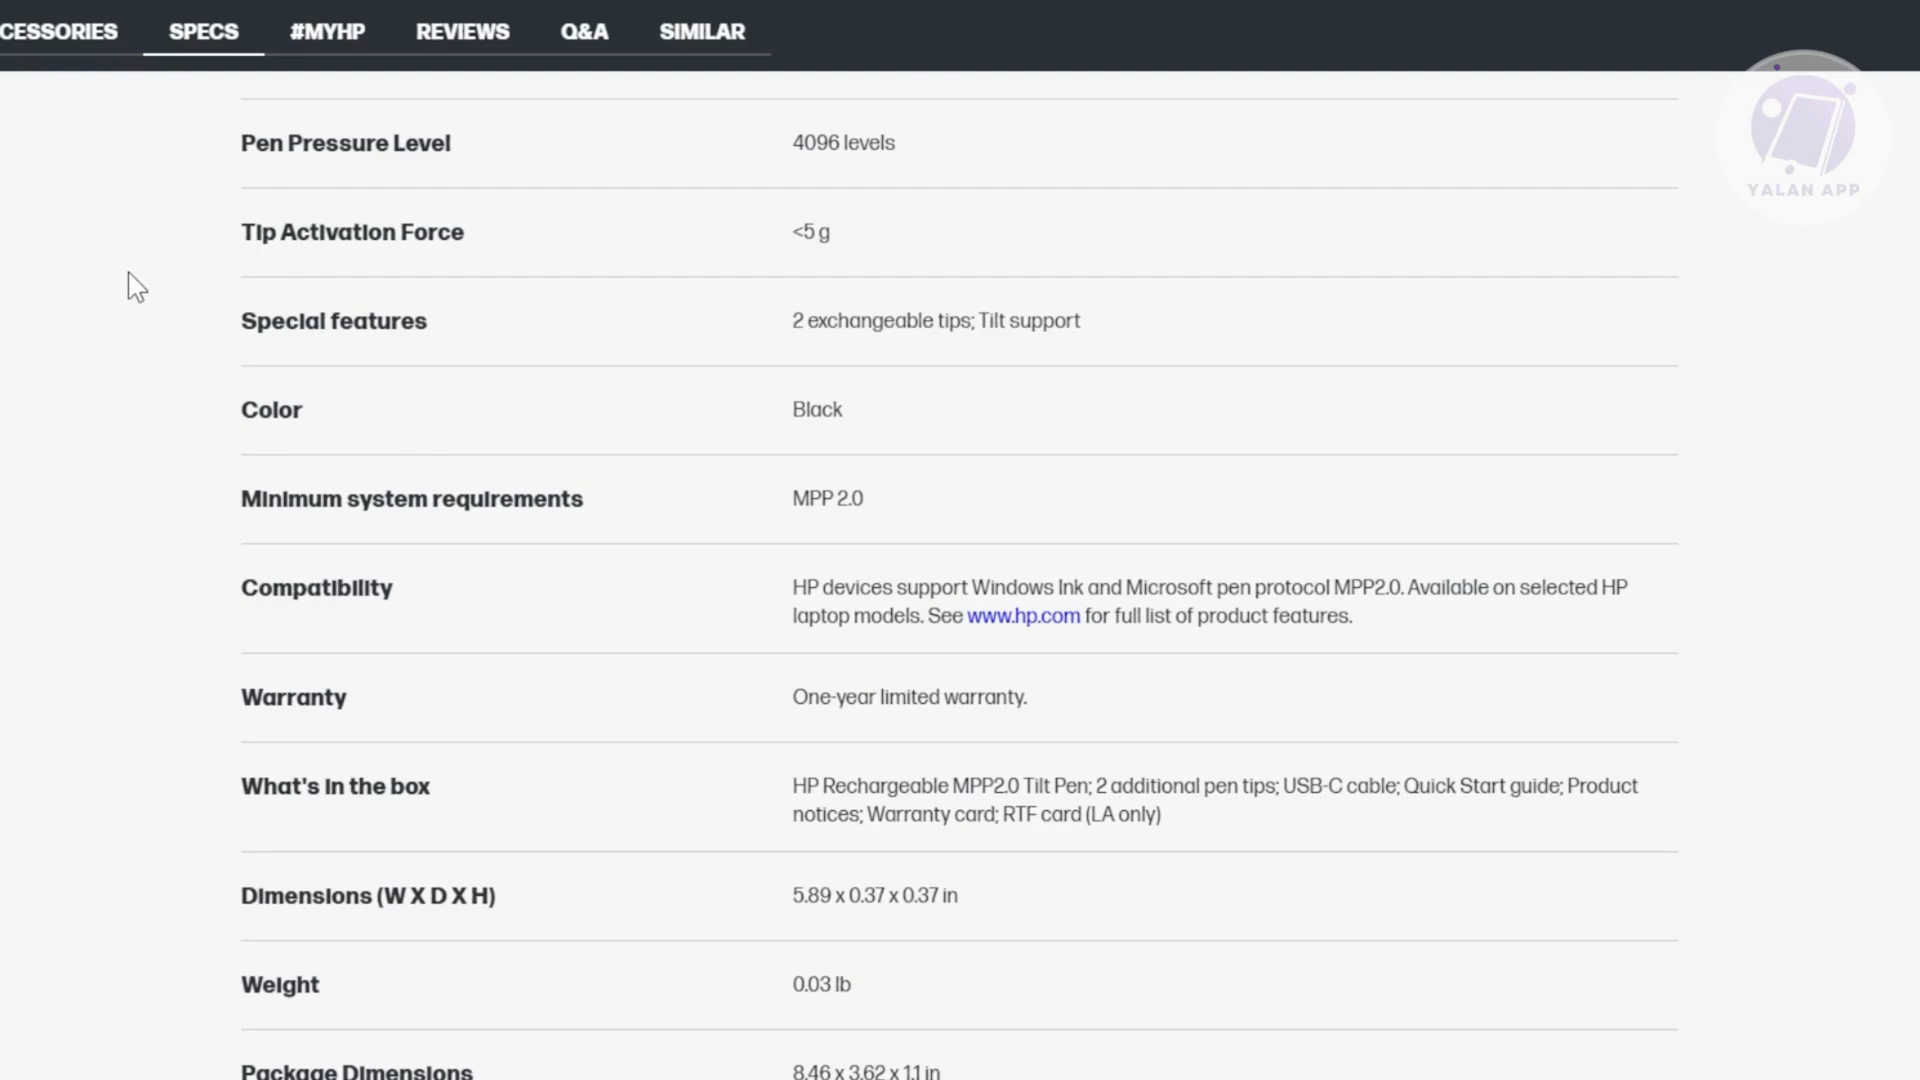 CESSORIES SPECS #MYHP REVIEWS Q&A SIMILAR
YALAN APP
Pen Pressure Level 4096 levels
Tip Activation Force <5 g
Special features 2 exchangeable tips; Tilt support
Color Black
Minimum system requirements MPP 2.0
Compatibility HP devices support Windows Ink and Microsoft pen protocol MPP2.0. Available on selected HP
laptop models. See www.hp.com for full list of product features.
Warranty One-year limited warranty.
What's in the box HP Rechargeable MPP2.0 Tilt Pen; 2 additional pen tips; USB-C cable; Quick Start guide; Product
notices; Warranty card; RTF card (LA only)
Dimensions (W X D X H) 5.89 x 0.37 x 0.37 in
Weight 0.03 lb
Package Dimensions 8.46 x 3.62 x 1.1 in